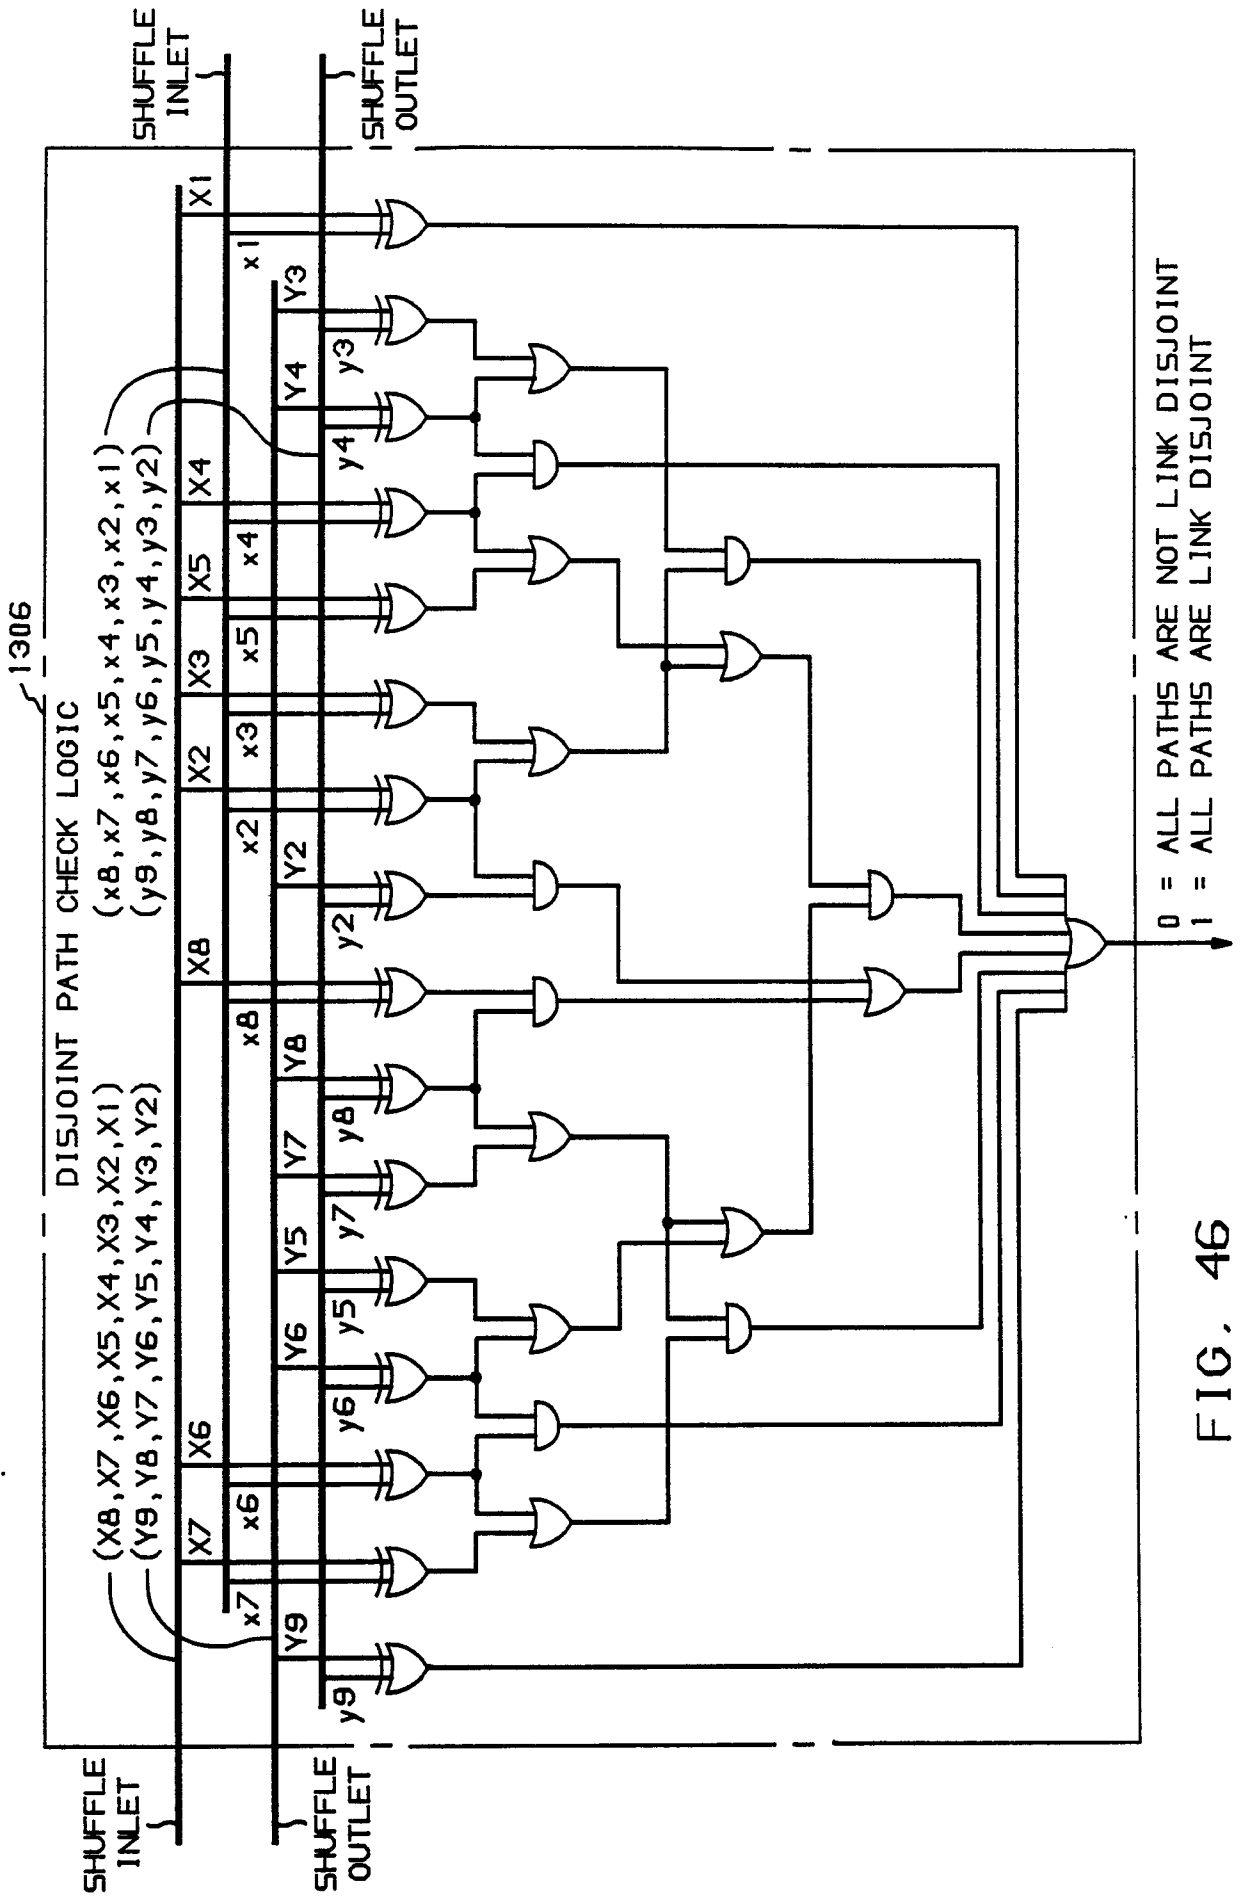 1306
DISJOINT PATH CHECK LOGIC
SHUFFLE
INLET
SHUFFLE
OUTLET
(X8,X7,X6,X5,X4,X3,X2,X1)
(Y9,Y8,Y7,Y6,Y5,Y4,Y3,Y2)
(x8,x7,x6,x5,x4,x3,x2,x1)
(y9,y8,y7,y6,y5,y4,y3,y2)
SHUFFLE
INLET
SHUFFLE
OUTLET
X7
X6
X8
X2
X3
X5
X4
X1
x7
x6
x8
x2
x3
x5
x4
x1
Y9
Y6
Y5
Y7
Y8
Y2
Y4
Y3
y9
y6
y5
y7
y8
y2
y4
y3
0 = ALL PATHS ARE NOT LINK DISJOINT
1 = ALL PATHS ARE LINK DISJOINT
FIG. 46